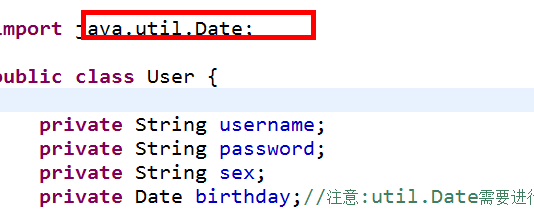 import java.util.Date;
public class User {
private String username;
private String password;
private String sex;
private Date birthday;//注意:util.Date需要进行